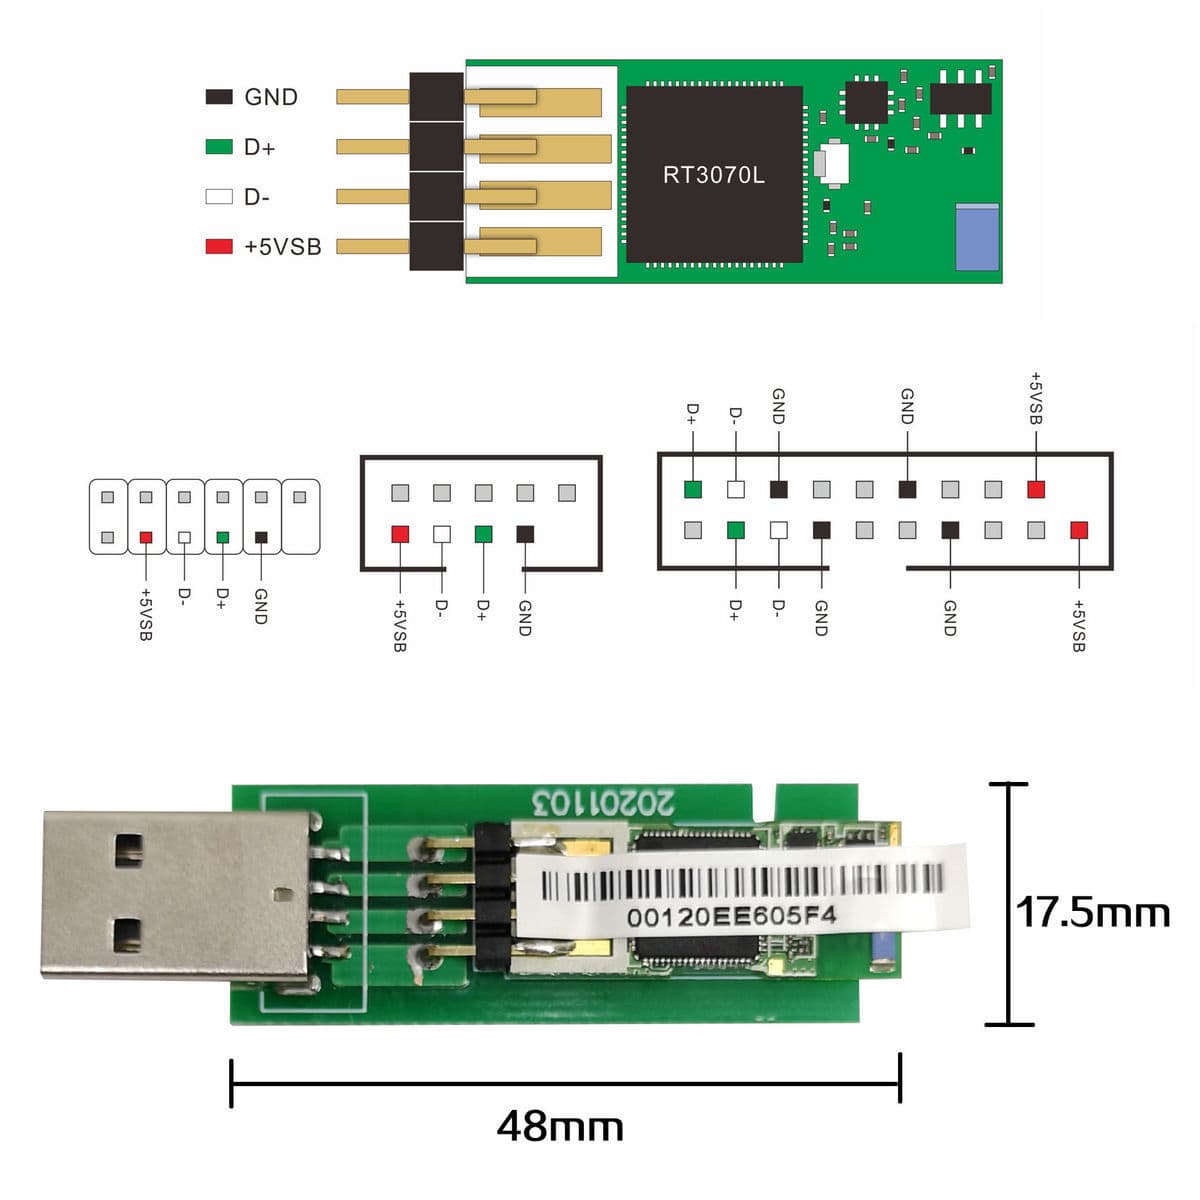 GND
D+
RT3070L
D-
+5VSB
D+
D-
GND
GND
+5VSB
+5VSB
D-
D+
GND
+5VSB
D-
D+
GND
D+
D-
GND
GND
+5VSB
20201103
00120EE605F4
17.5mm
48mm